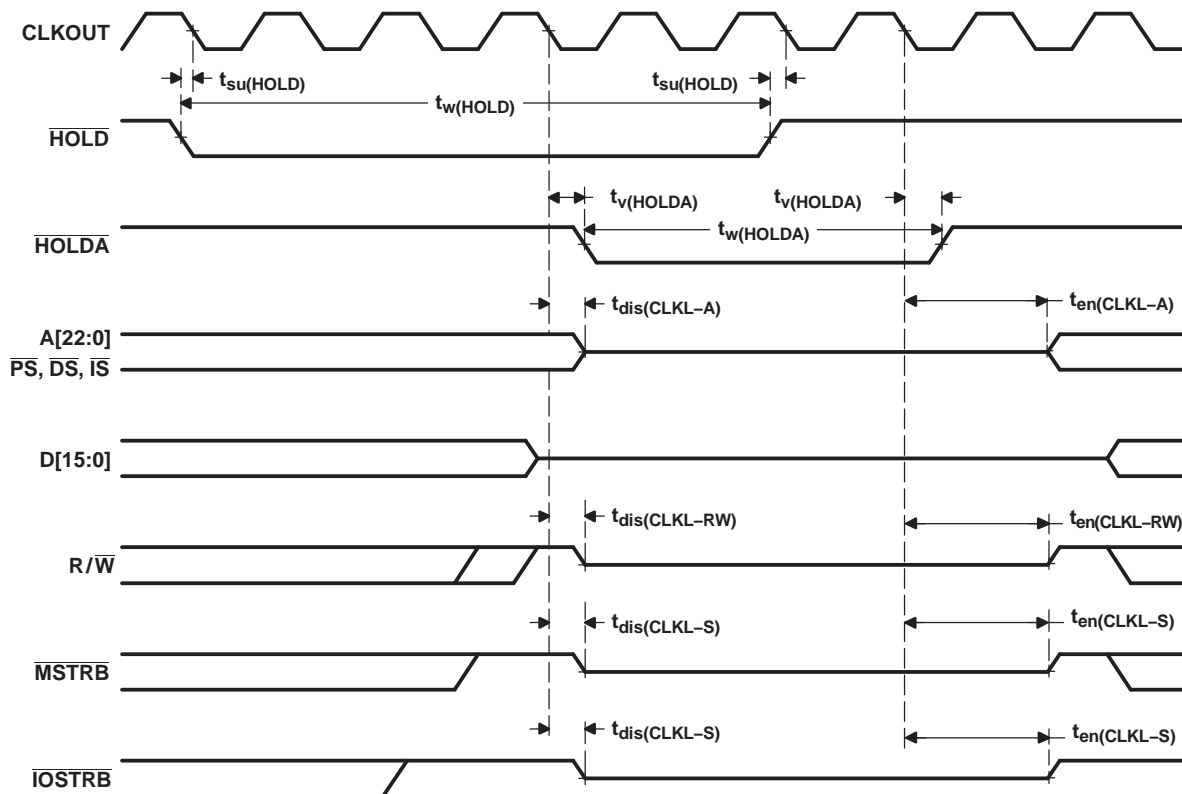 CLKOUT
tsu(HOLD)
tsu(HOLD)
tw(HOLD)
HOLD
tv(HOLDA)
tv(HOLDA)
tw(HOLDA)
HOLDA
tdis(CLKL−A)
ten(CLKL−A)
A[22:0]
PS, DS, IS
D[15:0]
tdis(CLKL−RW)
ten(CLKL−RW)
R/W
tdis(CLKL−S)
ten(CLKL−S)
MSTRB
tdis(CLKL−S)
ten(CLKL−S)
IOSTRB